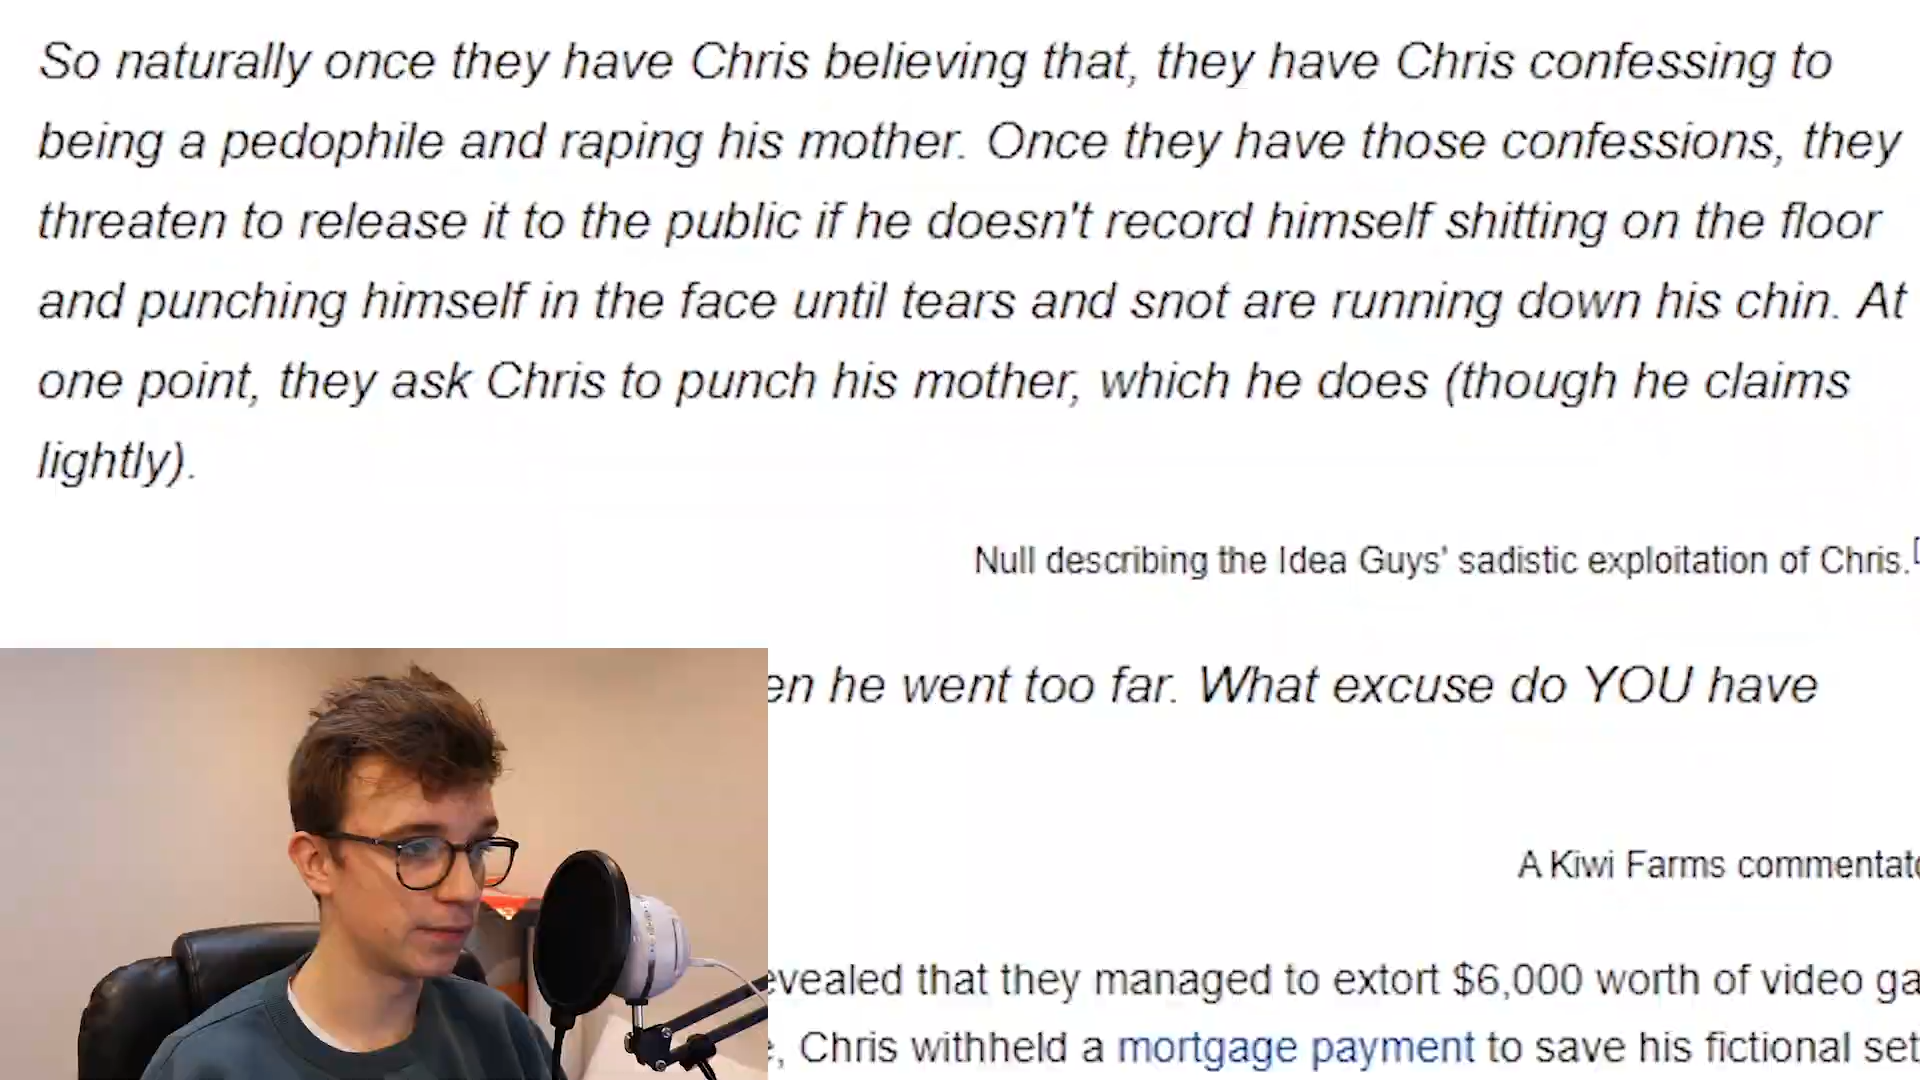 So naturally once they have Chris believing that, they have Chris confessing to
being a pedophile and raping his mother. Once they have those confessions, they
threaten to release it to the public if he doesn't record himself shitting on the floor
and punching himself in the face until tears and snot are running down his chin. At
one point, they ask Chris to punch his mother, which he does (though he claims
lightly).
Null describing the Idea Guys' sadistic exploitation of Chris.
he went too far. What excuse do YOU have
A Kiwi Farms
that they managed to extort $6,000 worth of video
Chris withheld a mortgage payment to save his fictional